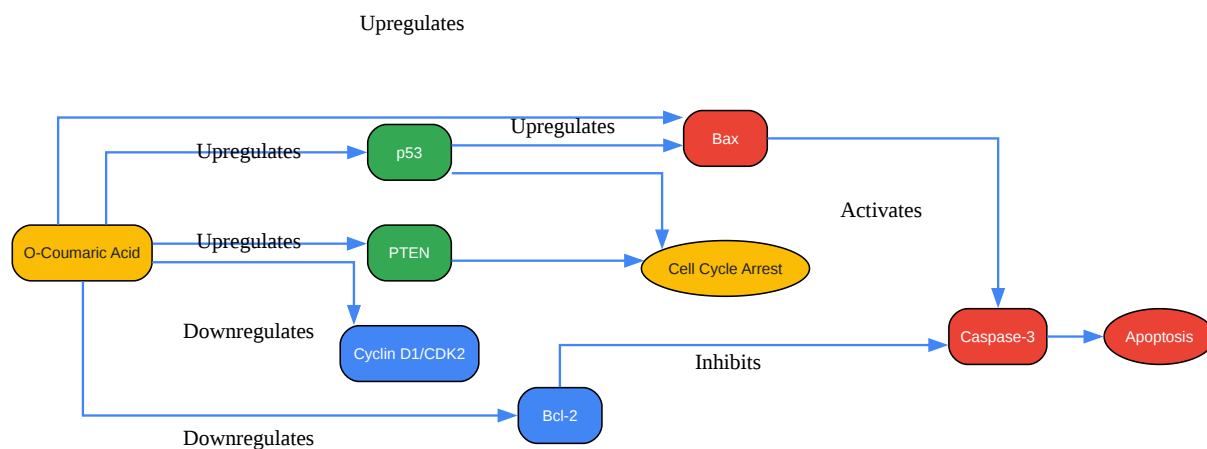 Upregulates
Upregulates
Bax
Upregulates
p53
Activates
O-Coumaric Acid
Upregulates
PTEN
Cell Cycle Arrest
Downregulates
Cyclin D1/CDK2
Caspase-3
Apoptosis
Inhibits
Bcl-2
Downregulates